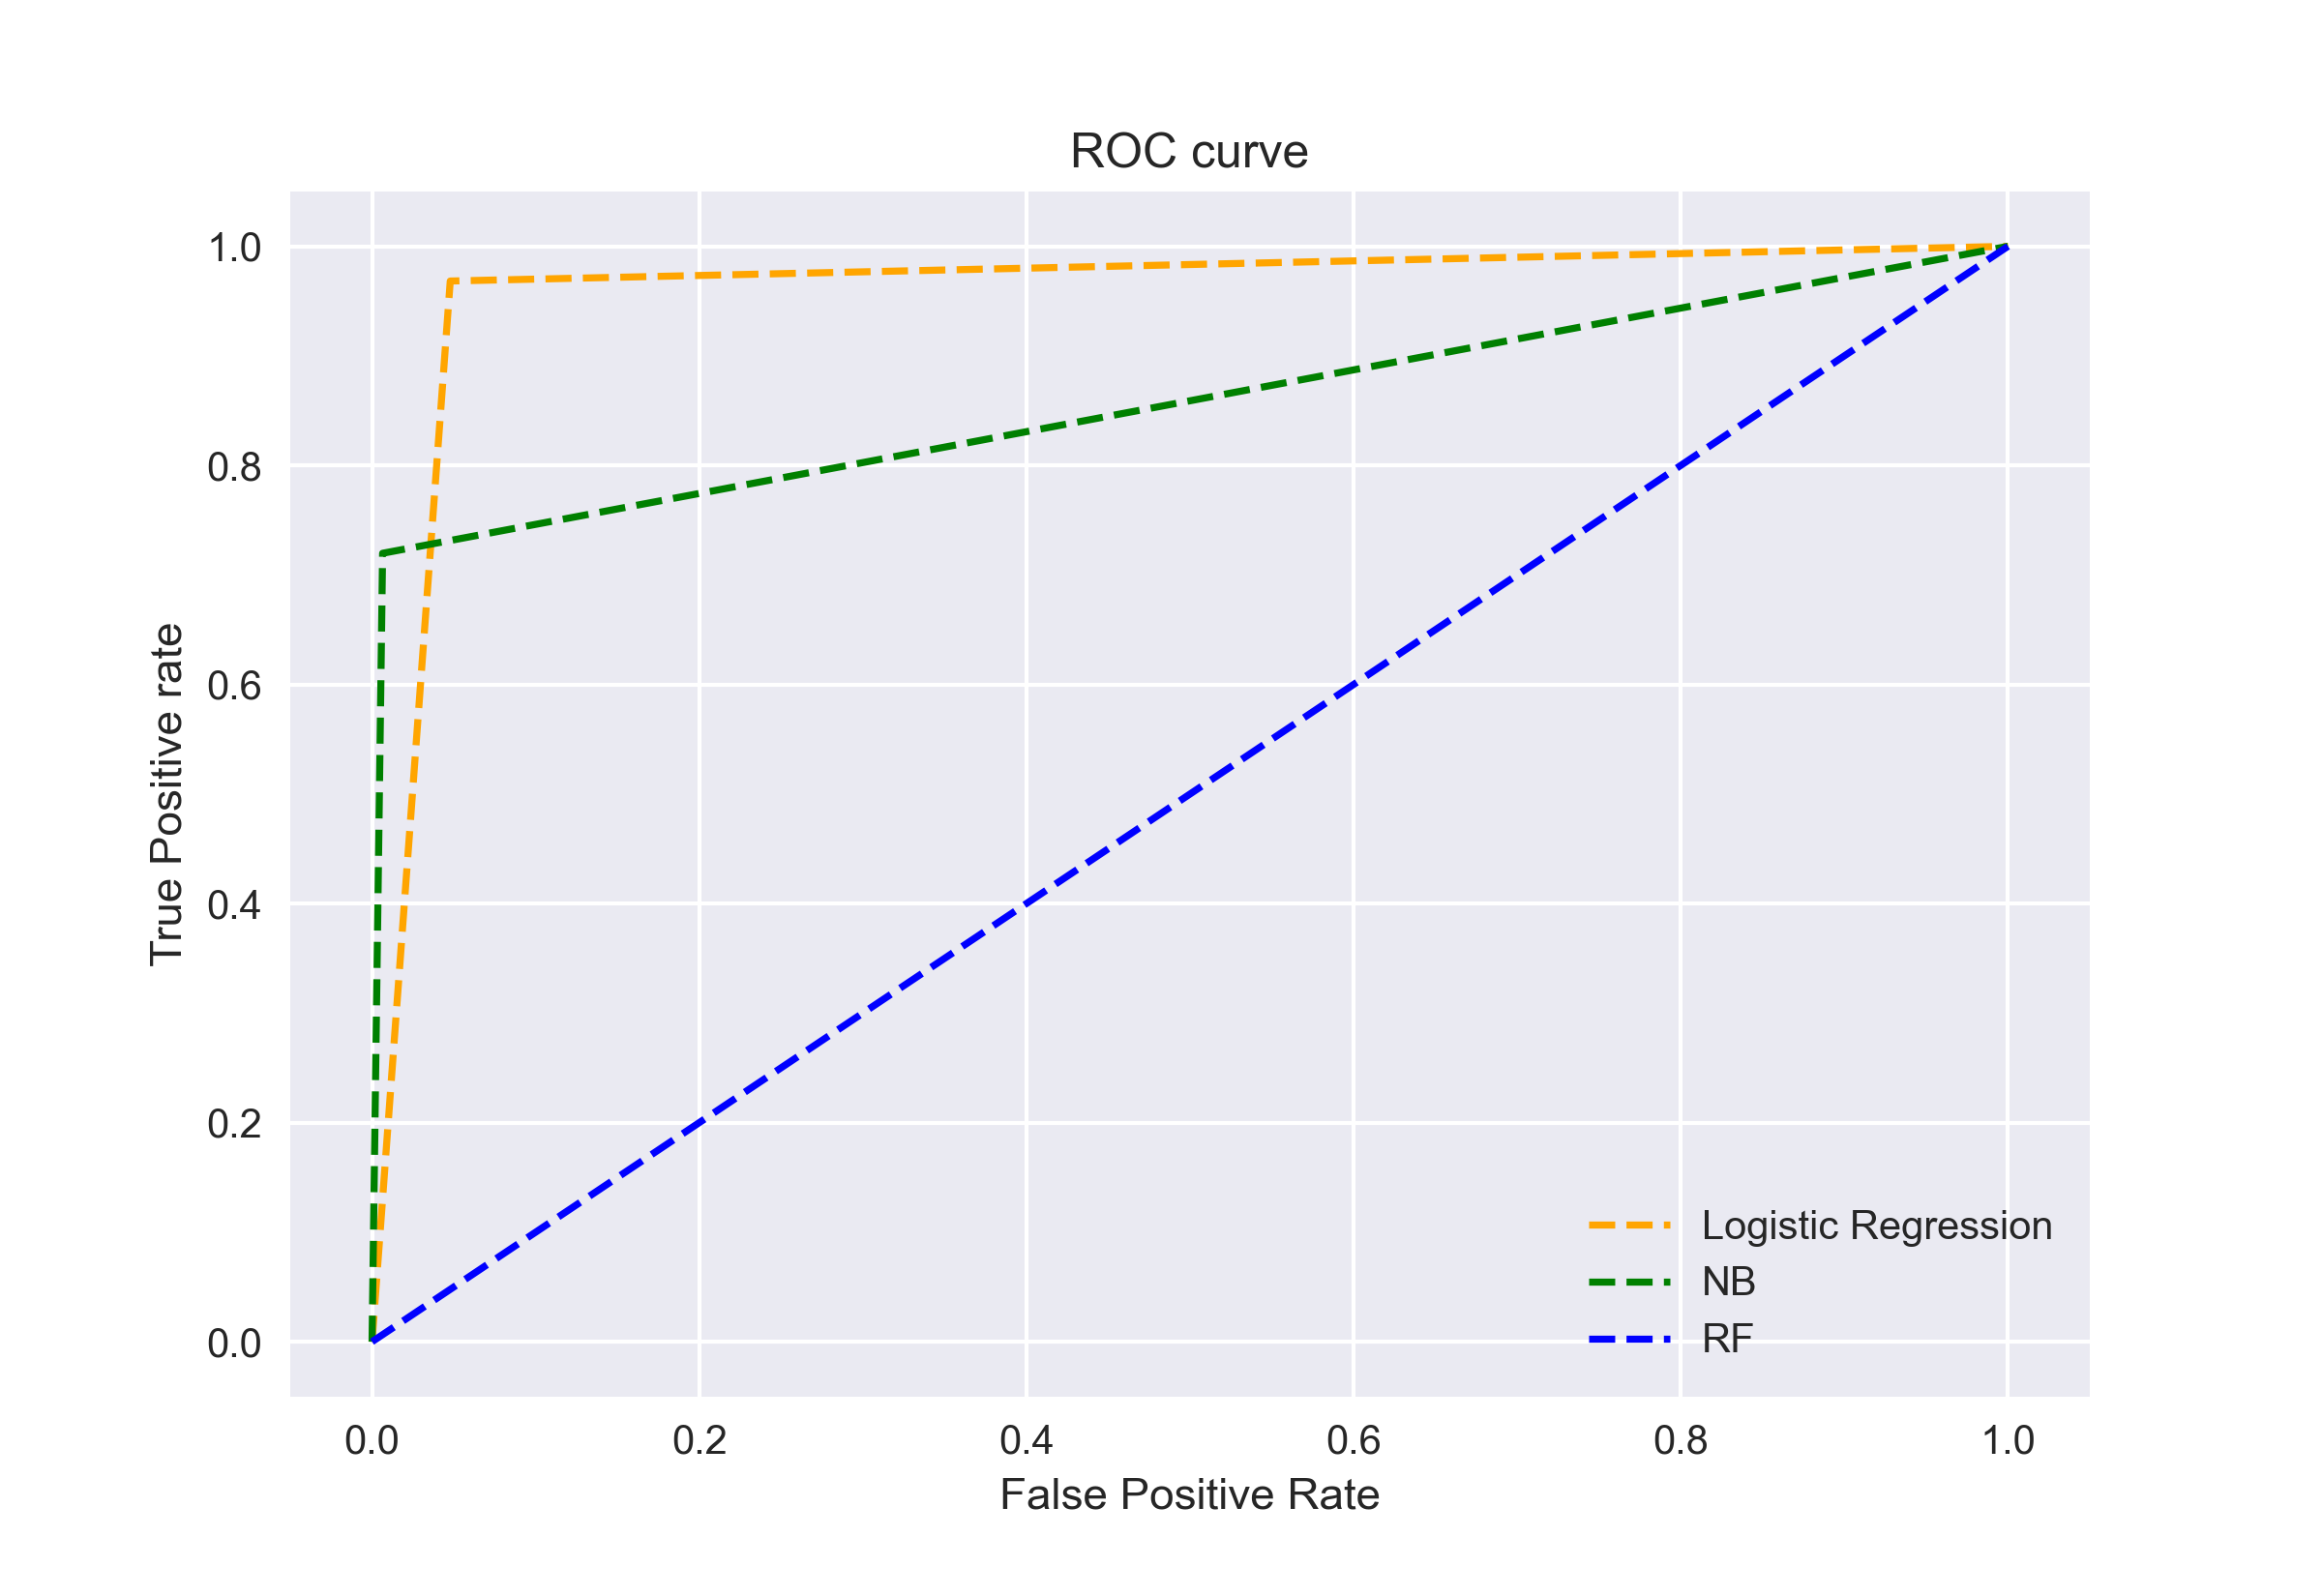 ROC curve
1.0
0.8
0.6
0.4
0.2
0.0
True Positive rate
Logistic Regression
NB
RF
0.0 0.2 0.4 0.6 0.8 1.0
False Positive Rate